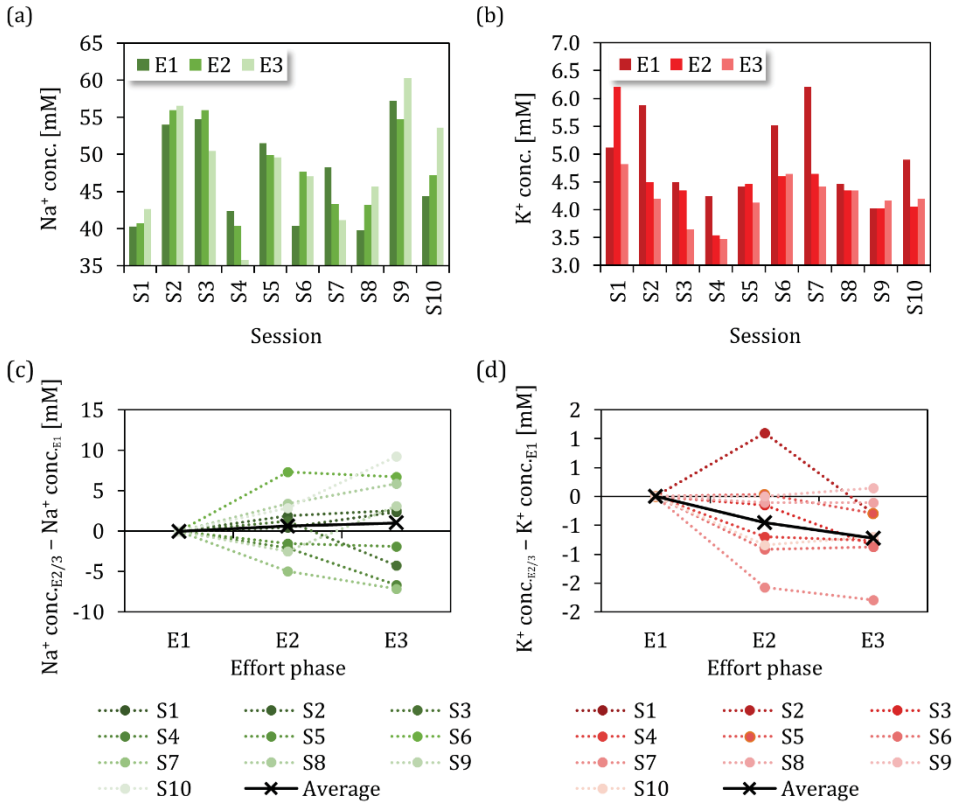 (a)
Na⁺ conc. [mM]
65
60
55
50
45
40
35
E1 E2 E3
S1 S2 S3 S4 S5 S6 S7 S8 S9 S10
Session
(b)
K⁺ conc. [mM]
7.0
6.5
6.0
5.5
5.0
4.5
4.0
3.5
3.0
E1 E2 E3
S1 S2 S3 S4 S5 S6 S7 S8 S9 S10
Session
(c)
Na⁺ conc.E2/3 − Na⁺ conc.E1 [mM]
15
10
5
0
-5
-10
E1 E2 E3
Effort phase
S1 S2 S3
S4 S5 S6
S7 S8 S9
S10 Average
(d)
K⁺ conc.E2/3 − K⁺ conc.E1 [mM]
2
1
1
0
-1
-1
-2
-2
E1 E2 E3
Effort phase
S1 S2 S3
S4 S5 S6
S7 S8 S9
S10 Average